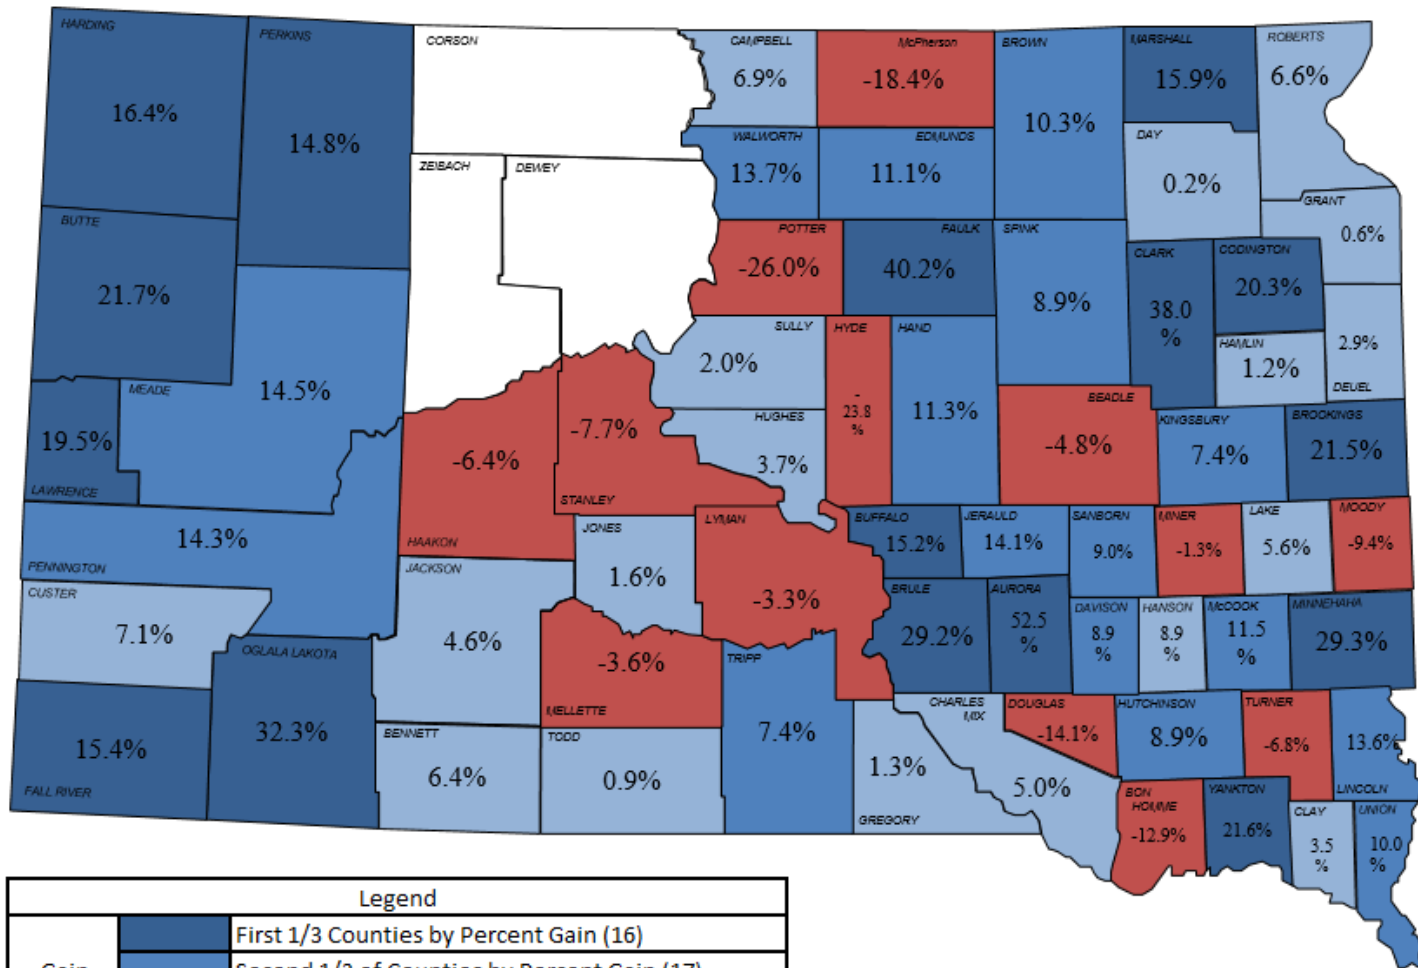 HARDING
16.4%
PERKINS
14.8%
CORSON
CAMPBELL
6.9%
McPherson
-18.4%
BROWN
10.3%
MARSHALL
15.9%
ROBERTS
6.6%
ZEIBACH
DEWEY
WALWORTH
13.7%
EDMUNDS
11.1%
DAY
0.2%
GRANT
0.6%
BUTTE
21.7%
POTTER
-26.0%
FAULK
40.2%
SPINK
8.9%
CLARK
38.0
%
CODINGTON
20.3%
HAMLIN
1.2%
2.9%
DEUEL
MEADE
14.5%
SULLY
2.0%
HYDE
-
23.8
%
HAND
11.3%
BEADLE
-4.8%
KINGSBURY
7.4%
BROOKINGS
21.5%
19.5%
LAWRENCE
-6.4%
HAAKON
-7.7%
STANLEY
HUGHES
3.7%
14.3%
PENNINGTON
JONES
1.6%
LYMAN
-3.3%
BUFFALO
15.2%
JERAULD
14.1%
SANBORN
9.0%
MINER
-1.3%
LAKE
5.6%
MOODY
-9.4%
CUSTER
7.1%
OGLALA LAKOTA
32.3%
JACKSON
4.6%
-3.6%
MELLETTE
TRIPP
7.4%
BRULE
29.2%
AURORA
52.5
%
DAVISON
8.9
%
HANSON
8.9
%
McCOOK
11.5
%
MINNEHAHA
29.3%
15.4%
FALL RIVER
BENNETT
6.4%
TODD
0.9%
1.3%
GREGORY
CHARLES
MIX
5.0%
DOUGLAS
-14.1%
HUTCHINSON
8.9%
TURNER
-6.8%
13.6%
LINCOLN
BON
HOMME
-12.9%
YANKTON
21.6%
CLAY
3.5
%
UNION
10.0
%
Legend
First 1/3 Counties by Percent Gain (16)
Gain
Second 1/3 of Counties by Percent Gain (17)